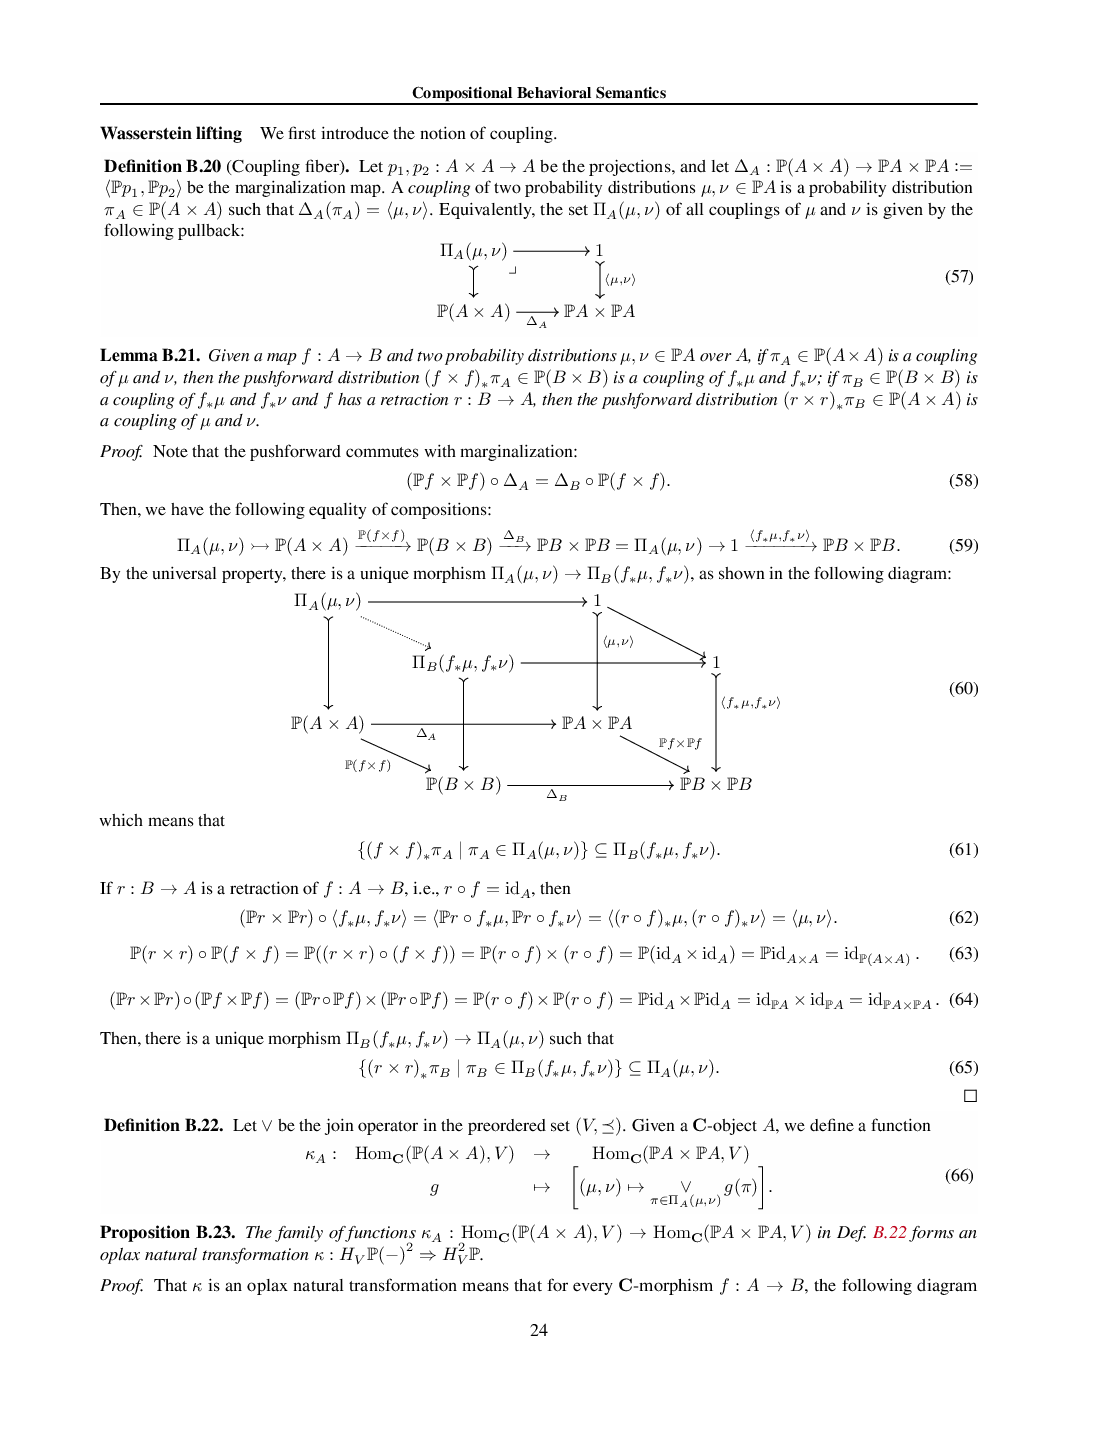 Compositional Behavioral Semantics
Wasserstein lifting We first introduce the notion of coupling.
Definition B.20 (Coupling fiber). Let p₁, p₂ : A × A → A be the projections, and let Δ_A : ℙ(A × A) → ℙA × ℙA :=
⟨ℙp₁, ℙp₂⟩ be the marginalization map. A coupling of two probability distributions μ, ν ∈ ℙA is a probability distribution
π_A ∈ ℙ(A × A) such that Δ_A(π_A) = ⟨μ, ν⟩. Equivalently, the set Π_A(μ, ν) of all couplings of μ and ν is given by the
following pullback:
Π_A(μ, ν) ⟶ 1
⟨μ,ν⟩
(57)
ℙ(A × A) ⟶ ℙA × ℙA
Δ_A
Lemma B.21. Given a map f : A → B and two probability distributions μ, ν ∈ ℙA over A, if π_A ∈ ℙ(A × A) is a coupling
of μ and ν, then the pushforward distribution (f × f)_*π_A ∈ ℙ(B × B) is a coupling of f_*μ and f_*ν; if π_B ∈ ℙ(B × B) is
a coupling of f_*μ and f_*ν and f has a retraction r : B → A, then the pushforward distribution (r × r)_*π_B ∈ ℙ(A × A) is
a coupling of μ and ν.
Proof. Note that the pushforward commutes with marginalization:
(ℙf × ℙf) ∘ Δ_A = Δ_B ∘ ℙ(f × f). (58)
Then, we have the following equality of compositions:
Π_A(μ, ν) ↣ ℙ(A × A) —ℙ(f×f)→ ℙ(B × B) —Δ_B→ ℙB × ℙB = Π_A(μ, ν) → 1 —⟨f_*μ,f_*ν⟩→ ℙB × ℙB. (59)
By the universal property, there is a unique morphism Π_A(μ, ν) → Π_B(f_*μ, f_*ν), as shown in the following diagram:
Π_A(μ, ν) ⟶ 1
⟨μ,ν⟩
Π_B(f_*μ, f_*ν) ⟶ 1
(60)
⟨f_*μ,f_*ν⟩
ℙ(A × A) ⟶ ℙA × ℙA
Δ_A
ℙf×ℙf
ℙ(f×f)
ℙ(B × B) ⟶ ℙB × ℙB
Δ_B
which means that
{(f × f)_*π_A | π_A ∈ Π_A(μ, ν)} ⊆ Π_B(f_*μ, f_*ν). (61)
If r : B → A is a retraction of f : A → B, i.e., r ∘ f = id_A, then
(ℙr × ℙr) ∘ ⟨f_*μ, f_*ν⟩ = ⟨ℙr ∘ f_*μ, ℙr ∘ f_*ν⟩ = ⟨(r ∘ f)_*μ, (r ∘ f)_*ν⟩ = ⟨μ, ν⟩. (62)
ℙ(r × r) ∘ ℙ(f × f) = ℙ((r × r) ∘ (f × f)) = ℙ(r ∘ f) × (r ∘ f) = ℙ(id_A × id_A) = ℙid_{A×A} = id_{ℙ(A×A)} . (63)
(ℙr × ℙr) ∘ (ℙf × ℙf) = (ℙr ∘ ℙf) × (ℙr ∘ ℙf) = ℙ(r ∘ f) × ℙ(r ∘ f) = ℙid_A × ℙid_A = id_{ℙA} × id_{ℙA} = id_{ℙA×ℙA} . (64)
Then, there is a unique morphism Π_B(f_*μ, f_*ν) → Π_A(μ, ν) such that
{(r × r)_*π_B | π_B ∈ Π_B(f_*μ, f_*ν)} ⊆ Π_A(μ, ν). (65)
□
Definition B.22. Let ∨ be the join operator in the preordered set (V, ⪯). Given a C-object A, we define a function
κ_A : Hom_C(ℙ(A × A), V) → Hom_C(ℙA × ℙA, V)
g ↦ [(μ, ν) ↦ ∨_{π∈Π_A(μ,ν)} g(π)]. (66)
Proposition B.23. The family of functions κ_A : Hom_C(ℙ(A × A), V) → Hom_C(ℙA × ℙA, V) in Def. B.22 forms an
oplax natural transformation κ : H_Vℙ(−)² ⇒ H²_Vℙ.
Proof. That κ is an oplax natural transformation means that for every C-morphism f : A → B, the following diagram
24